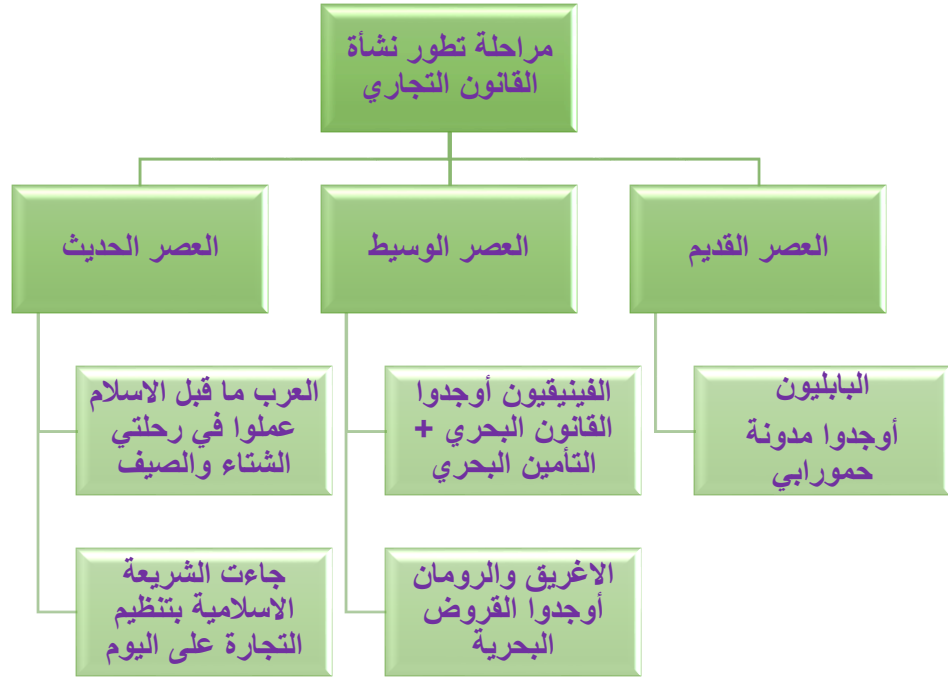 مراحلة تطور نشأة
القانون التجاري
العصر القديم
العصر الوسيط
العصر الحديث
البابليون
أوجدوا مدونة
حمورابي
الفينيقيون أوجدوا
القانون البحري +
التأمين البحري
العرب ما قبل الاسلام
عملوا في رحلتي
الشتاء والصيف
الاغريق والرومان
أوجدوا القروض
البحرية
جاءت الشريعة
الاسلامية بتنظيم
التجارة على اليوم